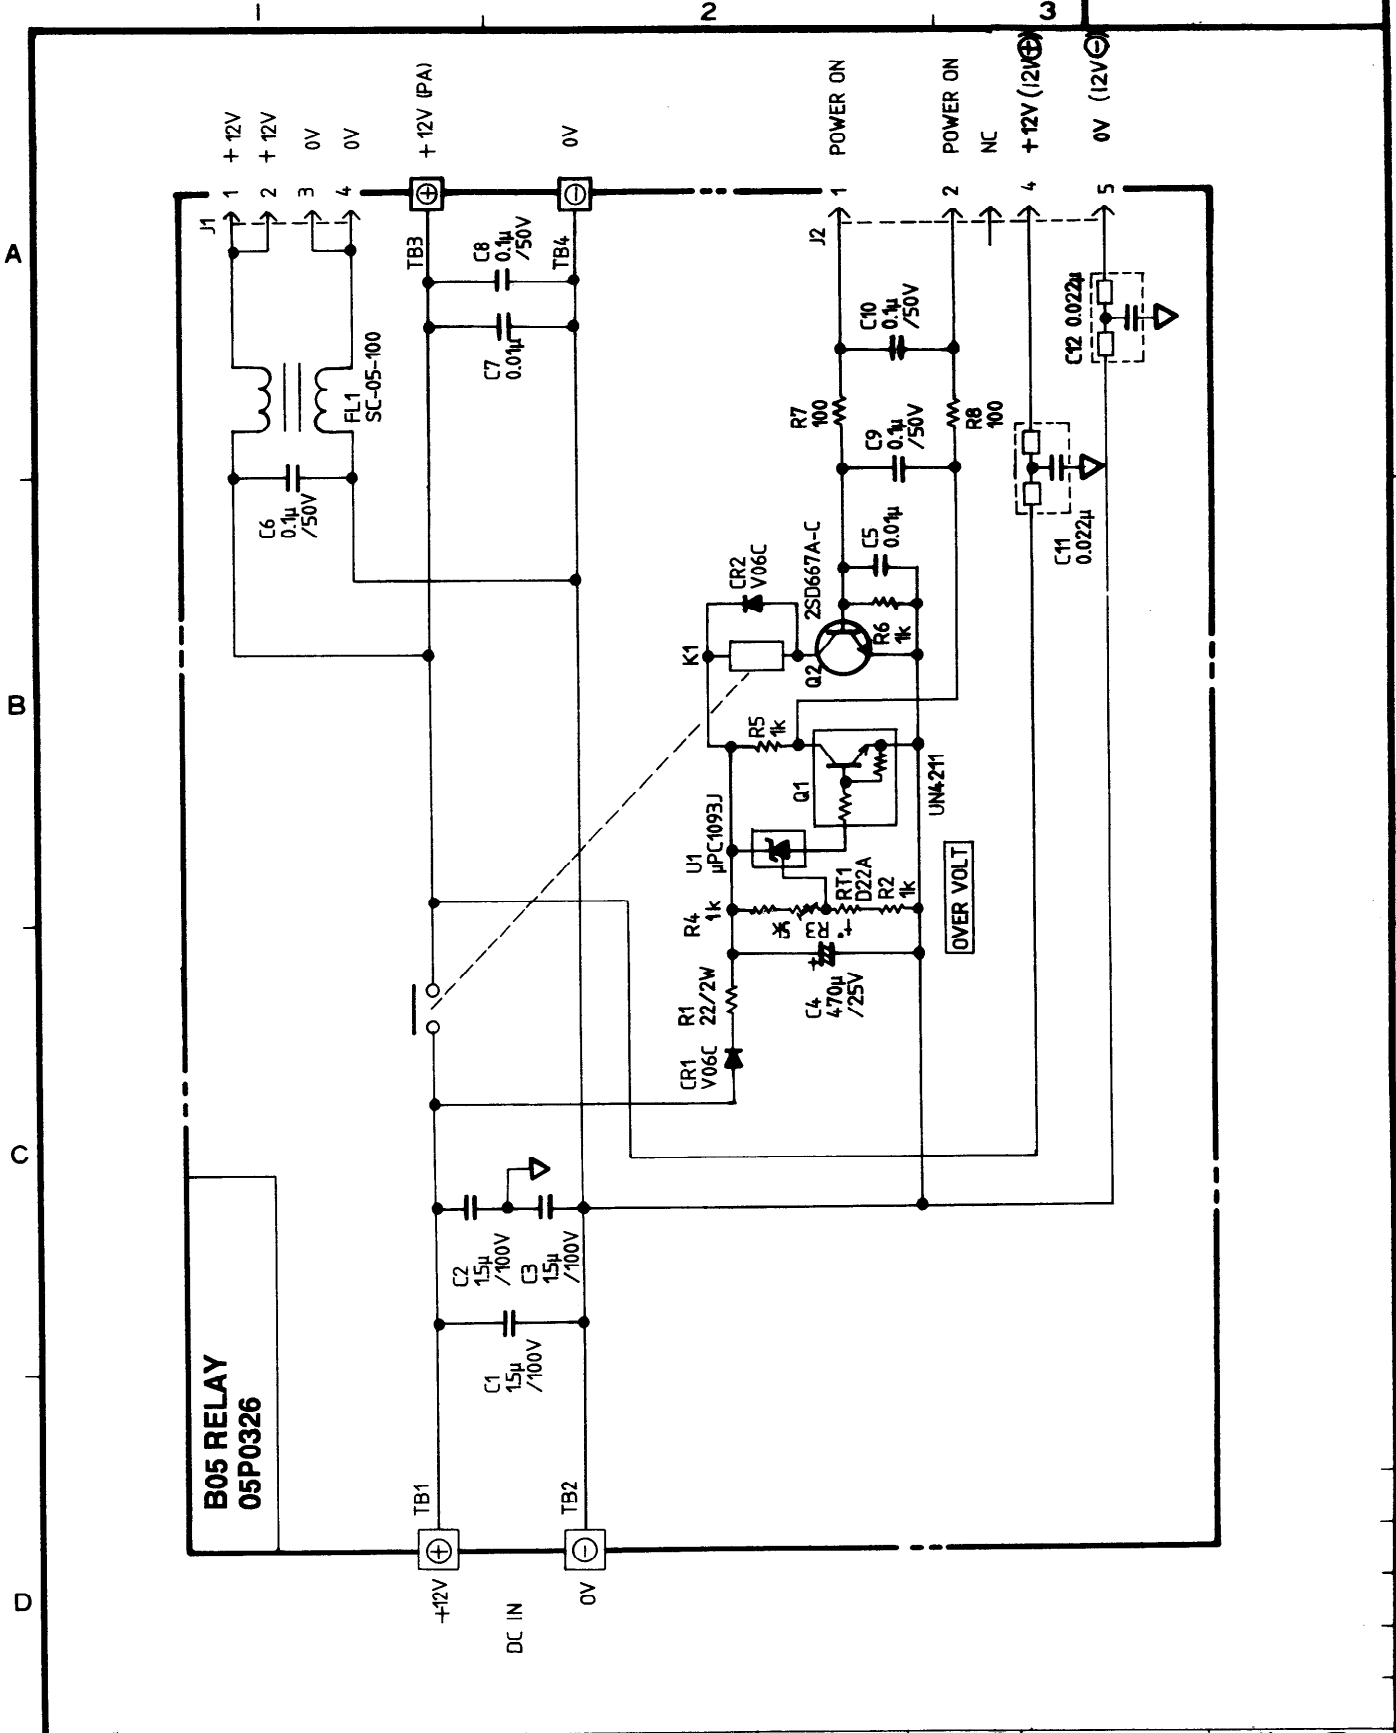 1
2
3
A
B
C
D
+12V
+12V
0V
0V
+12V (PA)
0V
POWER ON
POWER ON
NC
+12V (12V⊕
0V (12V⊖
1
2
3
4
J1
⊕
⊖
1
2
4
5
J2
TB3
TB4
C8
0.1µ
/50V
C7
0.01µ
FL1
SC-05-100
C6
0.1µ
/50V
C10
0.1µ
/50V
R7
100
R8
100
C9
0.1µ
/50V
C12 0.022µ
C11
0.022µ
C5
0.01µ
2SD667A-C
CR2
V06C
K1
Q2
R6
1k
R5
1k
Q1
UN4211
U1
µPC1093J
R4
1k
R3
5K
RT1
D22A
R2
1k
t°
OVER VOLT
R1
22/2W
C4
+
470µ
/25V
CR1
V06C
C2
1.5µ
/100V
C3
1.5µ
/100V
C1
1.5µ
/100V
B05 RELAY
05P0326
TB1
TB2
⊕
⊖
+12V
DC IN
0V